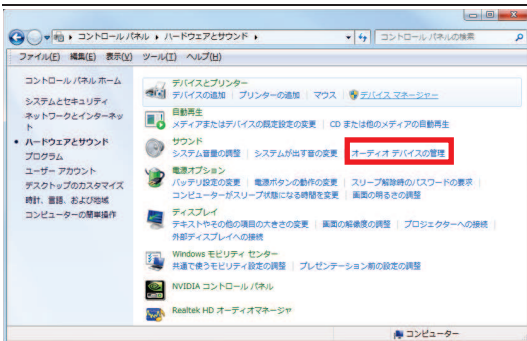 コントロール パネル ▸ ハードウェアとサウンド ▸
コントロール パネルの検索
ファイル(F) 編集(E) 表示(V) ツール(T) ヘルプ(H)
コントロール パネル ホーム
システムとセキュリティ
ネットワークとインターネッ
ト
• ハードウェアとサウンド
プログラム
ユーザー アカウント
デスクトップのカスタマイズ
時計、言語、および地域
コンピューターの簡単操作
デバイスとプリンター
デバイスの追加 | プリンターの追加 | マウス | デバイス マネージャー
自動再生
メディアまたはデバイスの既定設定の変更 | CD または他のメディアの自動再生
サウンド
システム音量の調整 | システムが出す音の変更 | オーディオ デバイスの管理
電源オプション
バッテリ設定の変更 | 電源ボタンの動作の変更 | スリープ解除時のパスワードの要求 |
コンピューターがスリープ状態になる時間を変更 | 画面の明るさの調整
ディスプレイ
テキストやその他の項目の大きさの変更 | 画面の解像度の調整 | プロジェクターへの接続 |
外部ディスプレイへの接続
Windows モビリティ センター
共通で使うモビリティ設定の調整 | プレゼンテーション前の設定の調整
NVIDIA コントロール パネル
Realtek HD オーディオマネージャ
コンピューター